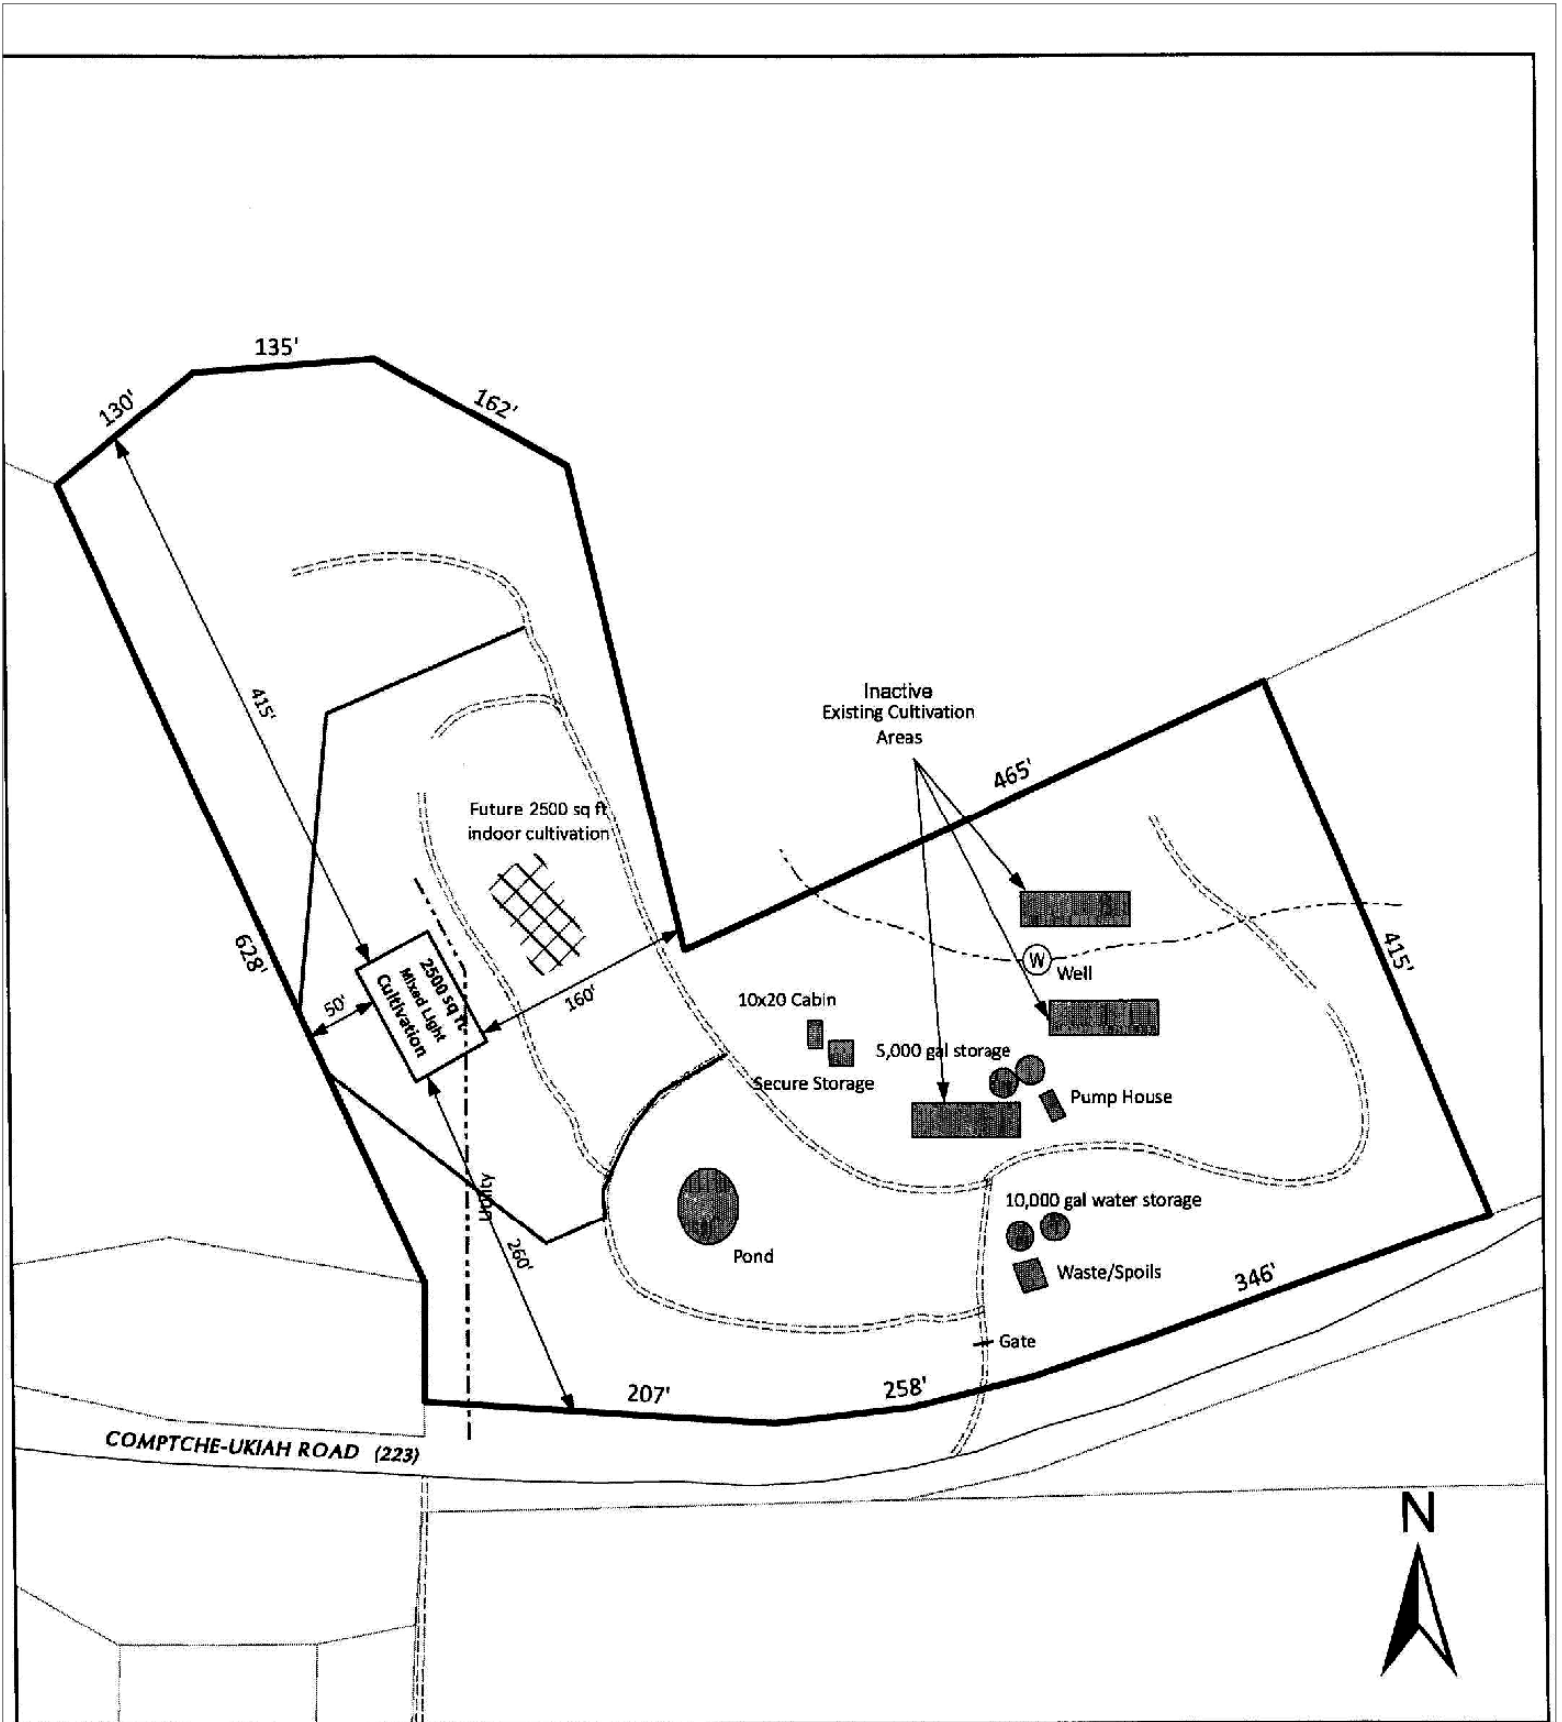 135'
130'
162'
415'
Inactive
Existing Cultivation
Areas
465'
Future 2500 sq ft
indoor cultivation
628'
2500 sq ft
Mixed Light
Cultivation
50'
160'
415'
W
Well
10x20 Cabin
5,000 gal storage
Secure Storage
Pump House
Utility
10,000 gal water storage
260'
Pond
Waste/Spoils
346'
Gate
207'
258'
COMPTCHE-UKIAH ROAD (223)
N